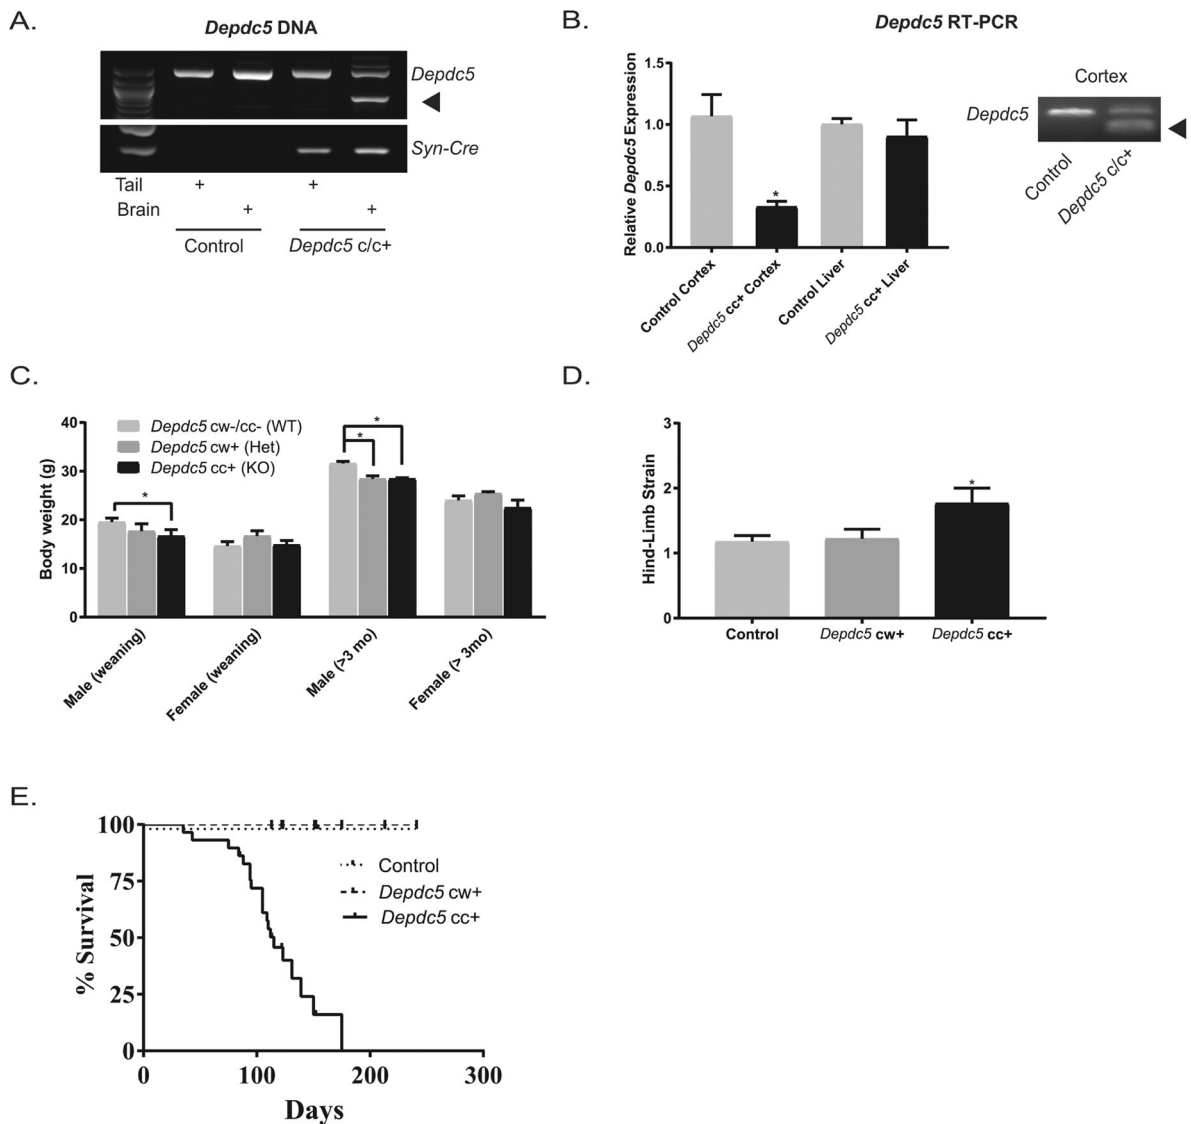 A.
Depdc5 DNA
Depdc5
Syn-Cre
Tail + +
Brain + +
Control Depdc5 c/c+
B.
Depdc5 RT-PCR
Relative Depdc5 Expression
1.5
1.0
0.5
0.0
*
Control Cortex
Depdc5 cc+ Cortex
Control Liver
Depdc5 cc+ Liver
Cortex
Depdc5
Control
Depdc5 c/c+
C.
Body weight (g)
40
30
20
10
0
Depdc5 cw-/cc- (WT)
Depdc5 cw+ (Het)
Depdc5 cc+ (KO)
*
*
*
Male (weaning)
Female (weaning)
Male (>3 mo)
Female (> 3mo)
D.
Hind-Limb Strain
3
2
1
0
*
Control
Depdc5 cw+
Depdc5 cc+
E.
% Survival
100
75
50
25
0
Control
Depdc5 cw+
Depdc5 cc+
0 100 200 300
Days